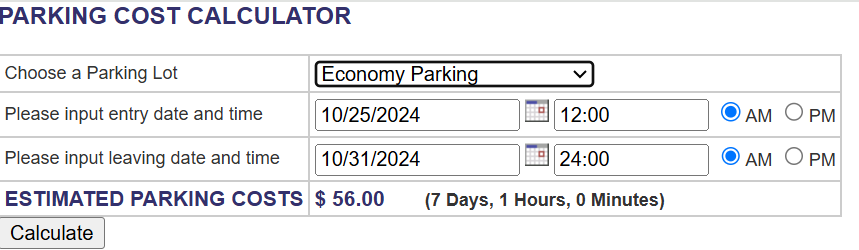 PARKING COST CALCULATOR
Choose a Parking Lot Economy Parking
Please input entry date and time 10/25/2024 12:00 AM PM
Please input leaving date and time 10/31/2024 24:00 AM PM
ESTIMATED PARKING COSTS $ 56.00 (7 Days, 1 Hours, 0 Minutes)
Calculate